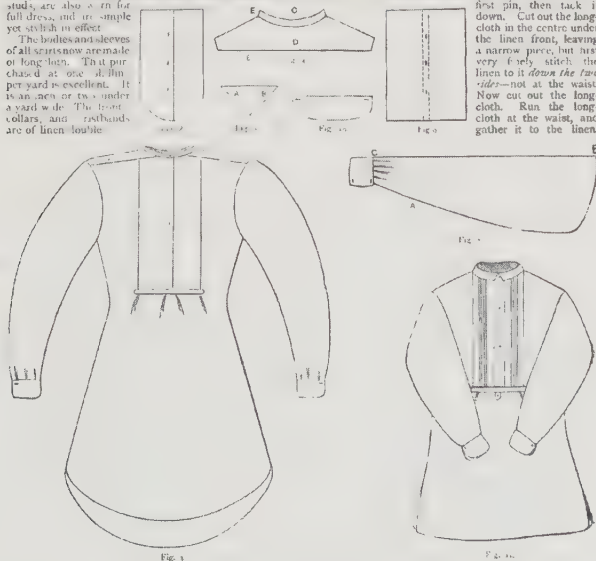 studs, are also worn for
full dress, and are simple
yet stylish in effect
The bodies and sleeves
of all shirts now are made
of long cloth. That pur-
chased at one shilling
per yard is excellent. It
is an inch or two under
a yard wide. The front,
collars, and wristbands
are of linen double
E C
D
E
A B
Fig. 9
first pin, then tack it
down. Cut out the long-
cloth in the centre under
the linen front, leaving
a narrow piece, but first
very finely stitch the
linen to it down the two
sides—not at the waist.
Now cut out the long-
cloth. Run the long-
cloth at the waist, and
gather it to the linen,
C
A
Fig.
Fig. 3
Fig.